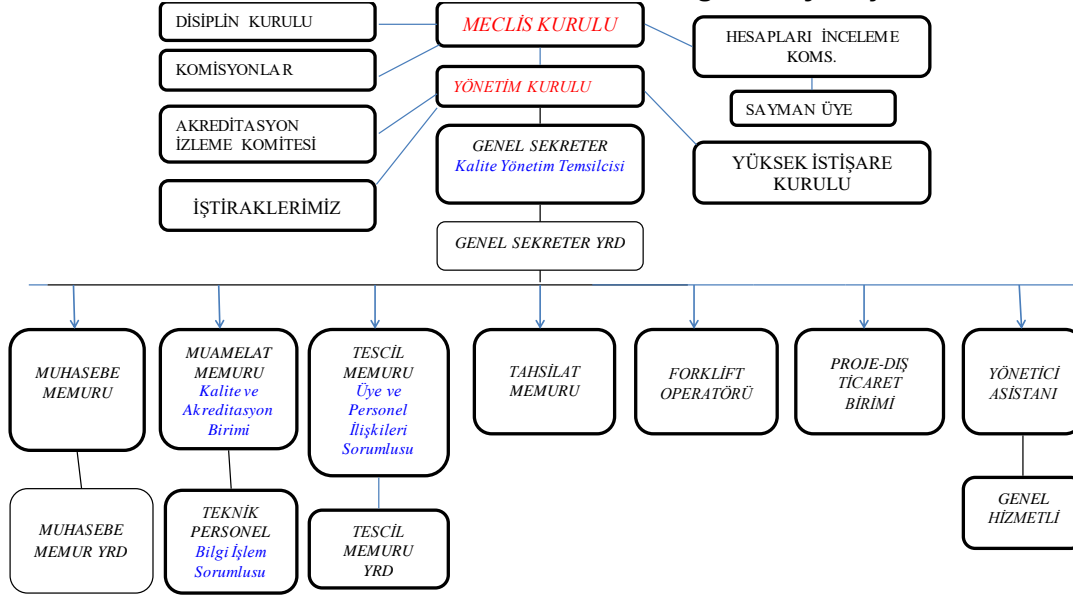 DİSİPLİN KURULU
MECLİS KURULU
HESAPLARI İNCELEME
KOMS.
KOMİSYONLAR
YÖNETİM KURULU
SAYMAN ÜYE
AKREDİTASYON
İZLEME KOMİTESİ
GENEL SEKRETER
Kalite Yönetim Temsilcisi
YÜKSEK İSTİŞARE
KURULU
İŞTİRAKLERİMİZ
GENEL SEKRETER YRD
MUHASEBE
MEMURU
MUAMELAT
MEMURU
Kalite ve
Akreditasyon
Birimi
TESCİL
MEMURU
Üye ve
Personel
İlişkileri
Sorumlusu
TAHSİLAT
MEMURU
FORKLİFT
OPERATÖRÜ
PROJE-DIŞ
TİCARET
BİRİMİ
YÖNETİCİ
ASİSTANI
MUHASEBE
MEMUR YRD
TEKNİK
PERSONEL
Bilgi İşlem
Sorumlusu
TESCİL
MEMURU
YRD
GENEL
HİZMETLİ